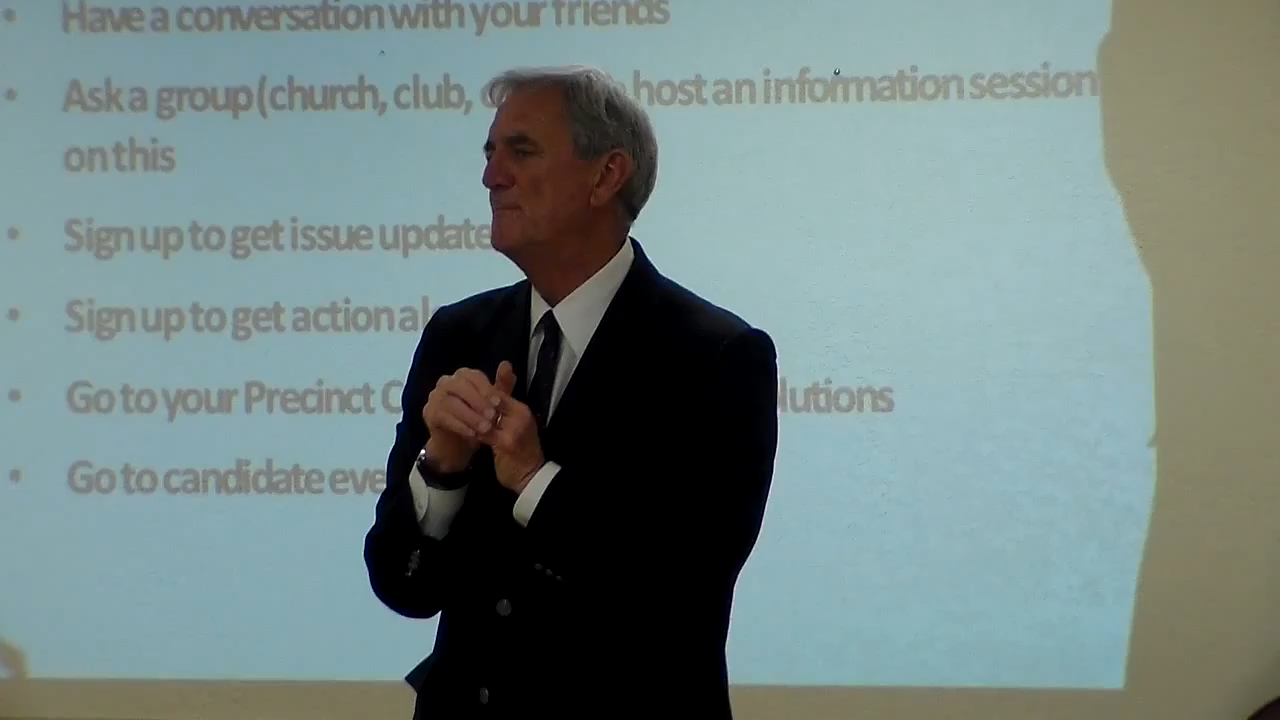 • Have a conversation with your friends
• Ask a group (church, club, host an information session
on this
• Sign up to get issue update
• Sign up to get action al
• Go to your Precinct C lutions
• Go to candidate eve